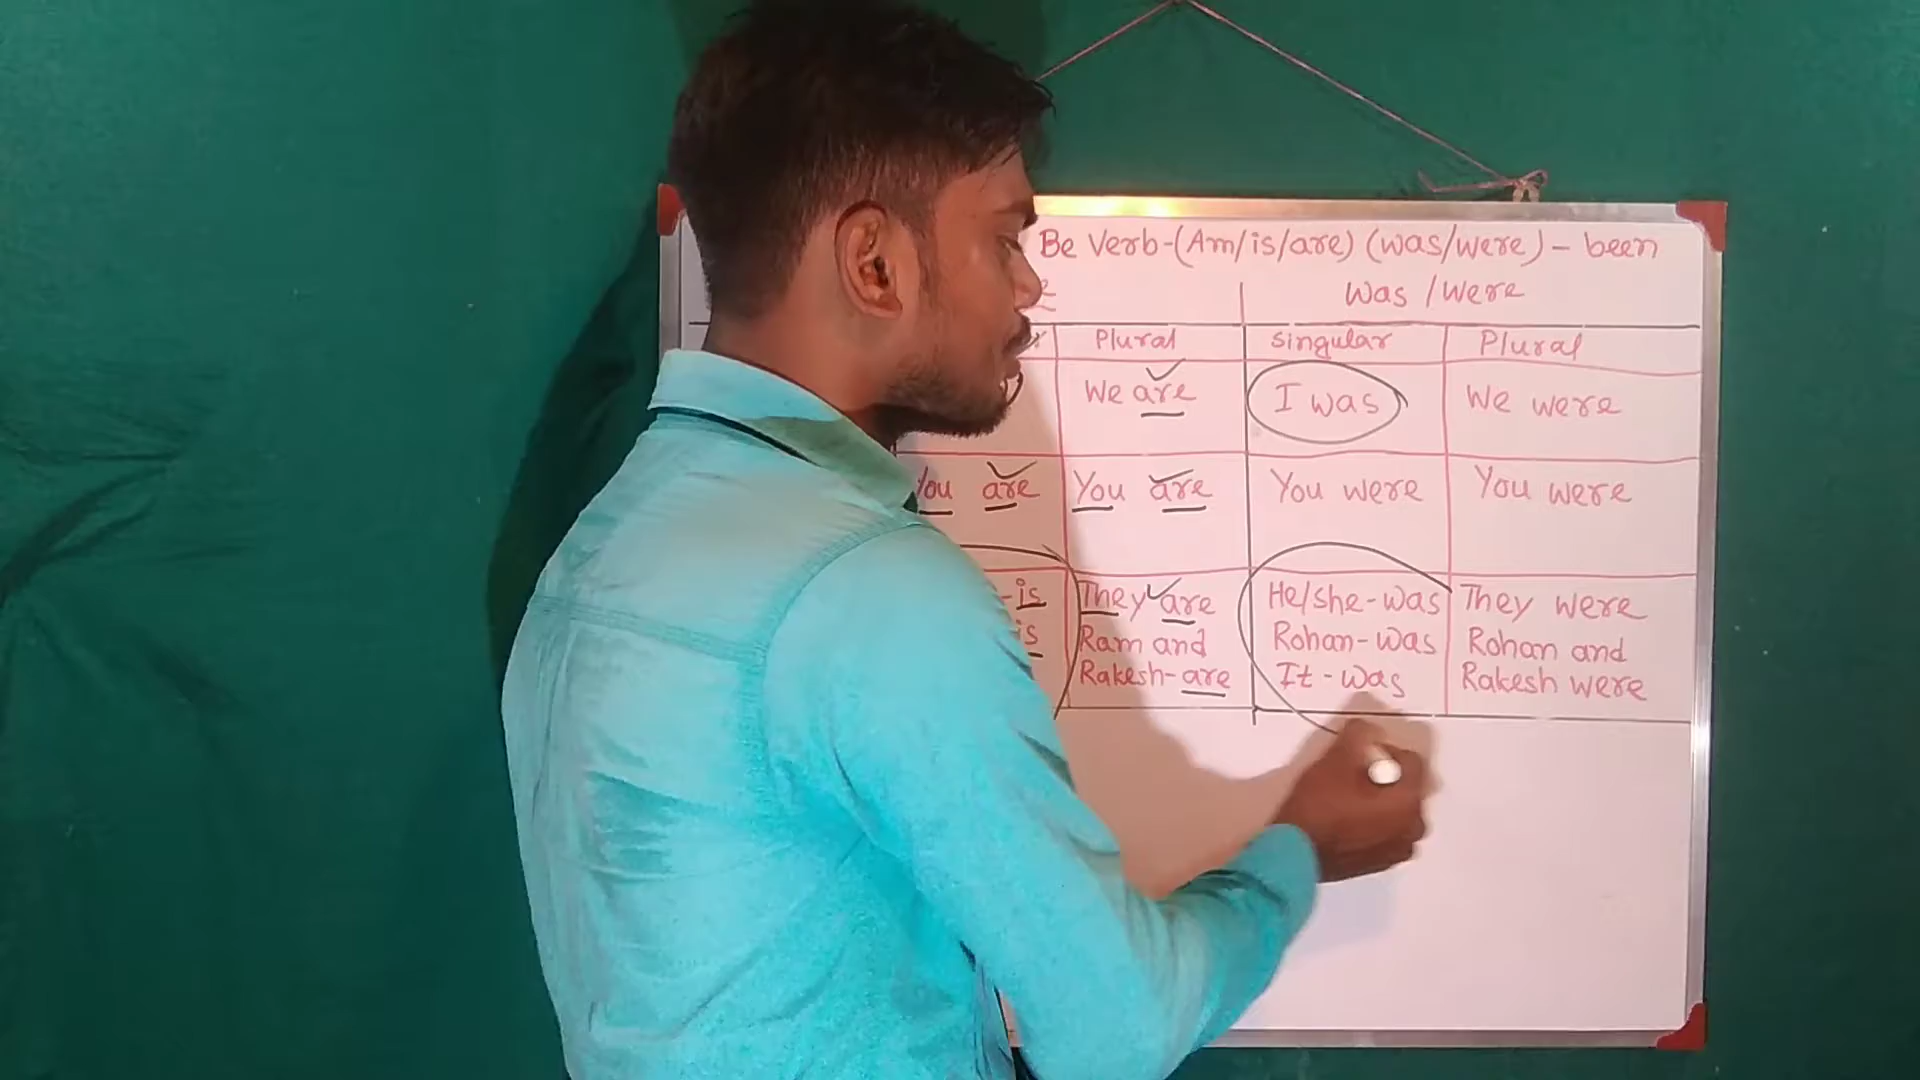 Be Verb-(Am/is/are) (was/were) - been
Was / Were
Plural singular Plural
We are I was We were
You are You are You were You were
-is They are He/she-was They were
is Ram and Rohan-was Rohan and
Rakesh-are It-was Rakesh were